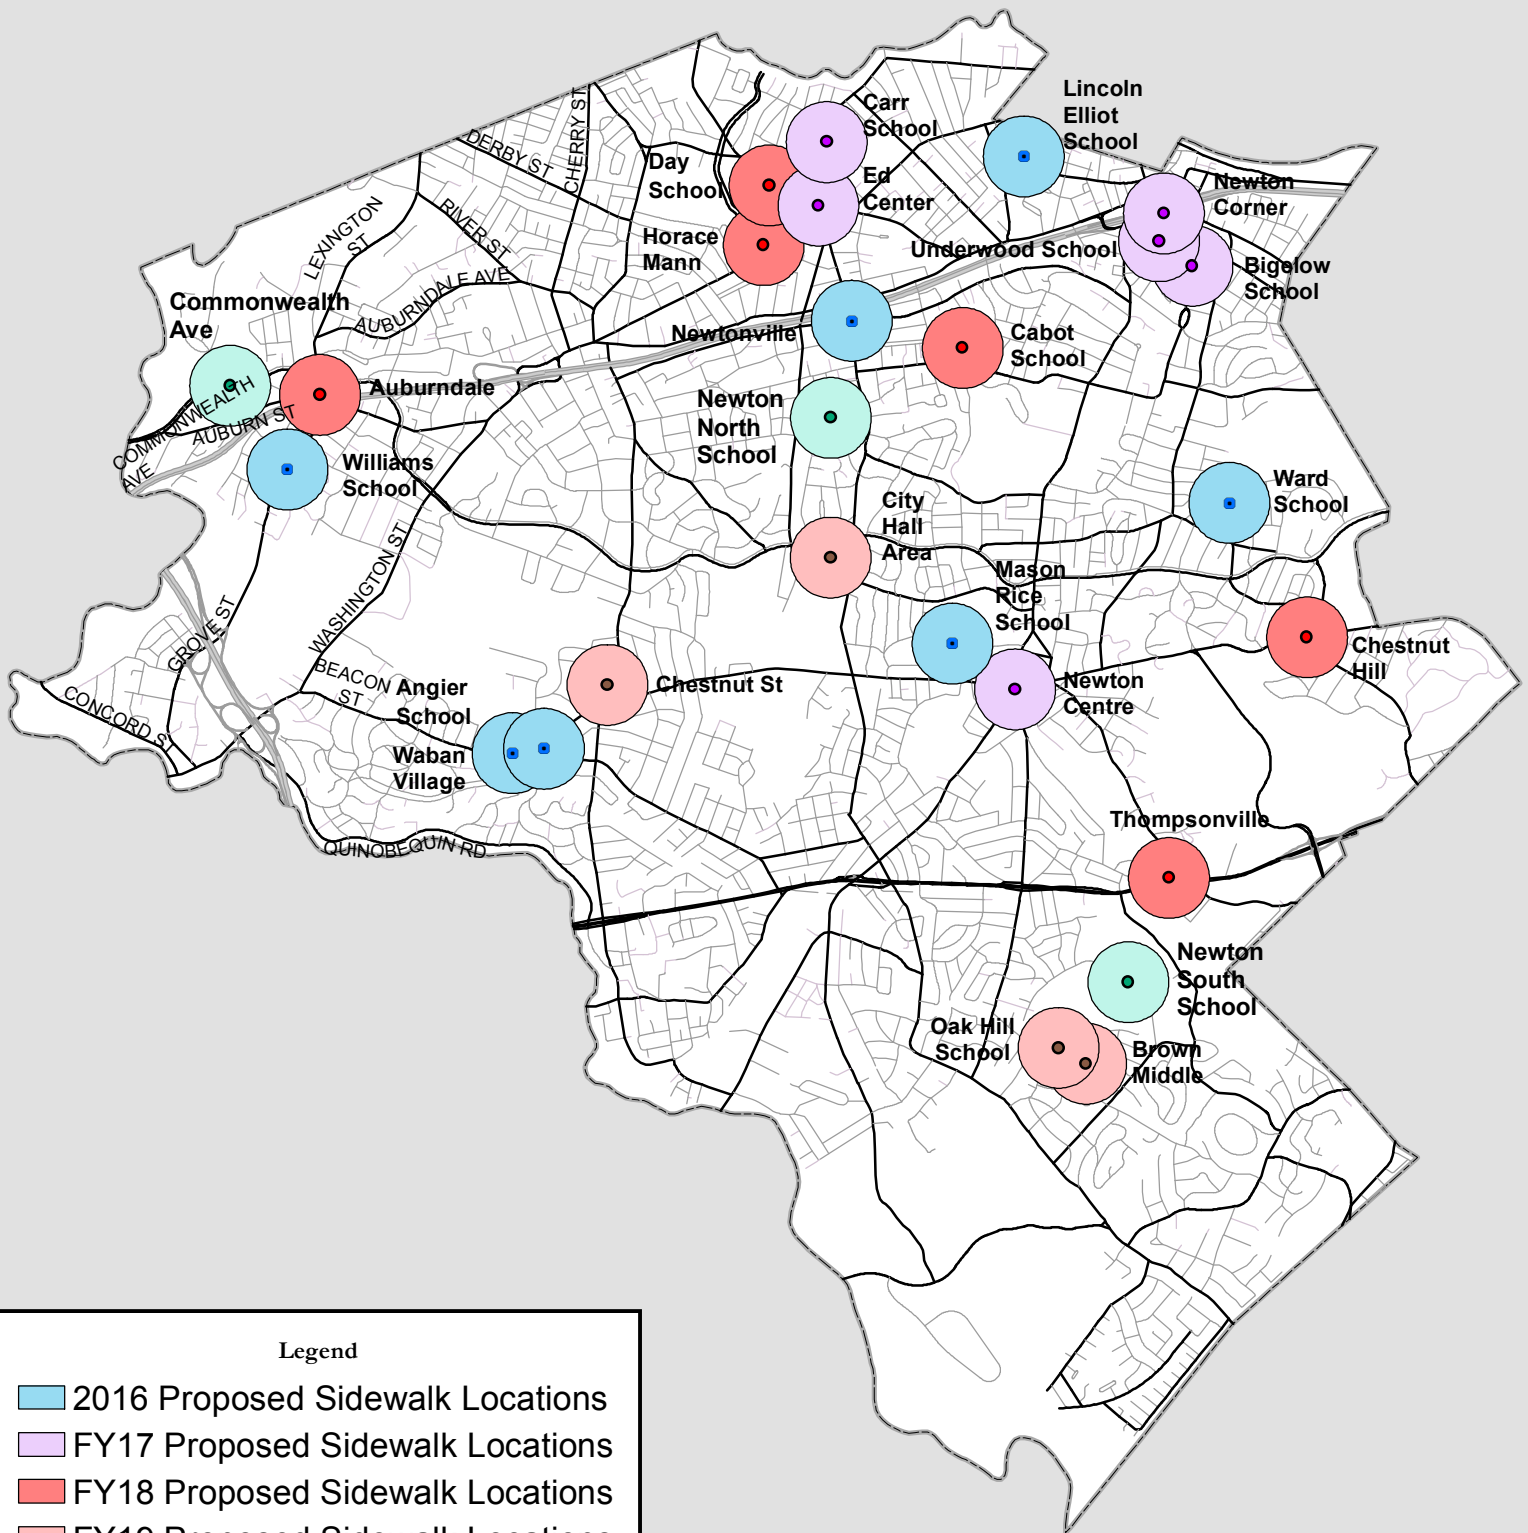 Lincoln
Elliot
School
Carr
School
CHERRY ST
DERBY ST
Day
School
Ed
Center
Newton
Corner
LEXINGTON
ST
RIVER ST
Horace
Mann
Underwood School
Bigelow
School
AUBURNDALE AVE
Commonwealth
Ave
Newtonville
Cabot
School
Auburndale
COMMONWEALTH
AVE
AUBURN ST
Newton
North
School
Williams
School
Ward
School
City
Hall
Area
WASHINGTON ST
Mason
Rice
School
GROVE ST
Chestnut
Hill
BEACON
ST
Angier
School
Chestnut St
Newton
Centre
CONCORD ST
Waban
Village
Thompsonville
QUINOBEQUIN RD
Newton
South
School
Oak Hill
School
Brown
Middle
Legend
2016 Proposed Sidewalk Locations
FY17 Proposed Sidewalk Locations
FY18 Proposed Sidewalk Locations
FY19 Proposed Sidewalk Locations